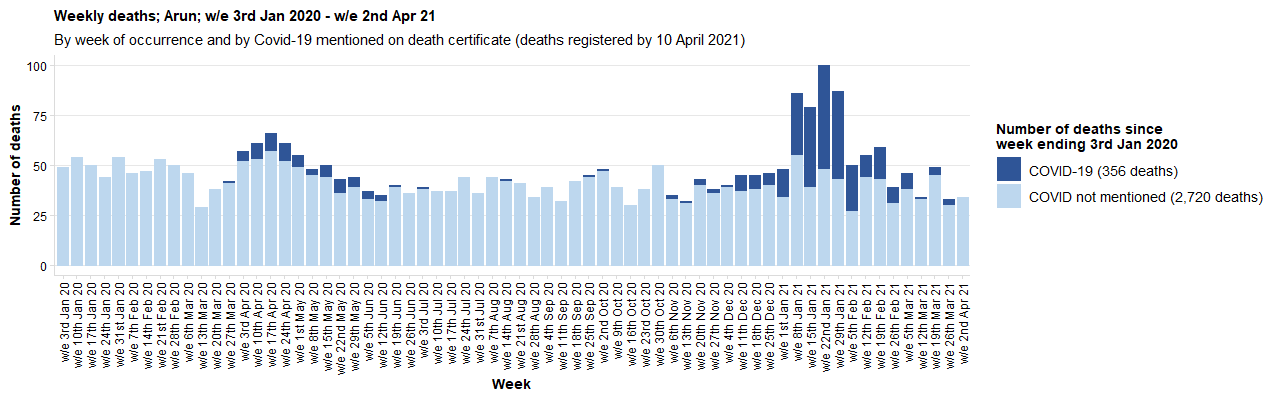 Weekly deaths; Arun; w/e 3rd Jan 2020 - w/e 2nd Apr 21
By week of occurrence and by Covid-19 mentioned on death certificate (deaths registered by 10 April 2021)
Number of deaths
100
75
50
25
0
w/e 3rd Jan 20
w/e 10th Jan 20
w/e 17th Jan 20
w/e 24th Jan 20
w/e 31st Jan 20
w/e 7th Feb 20
w/e 14th Feb 20
w/e 21st Feb 20
w/e 28th Feb 20
w/e 6th Mar 20
w/e 13th Mar 20
w/e 20th Mar 20
w/e 27th Mar 20
w/e 3rd Apr 20
w/e 10th Apr 20
w/e 17th Apr 20
w/e 24th Apr 20
w/e 1st May 20
w/e 8th May 20
w/e 15th May 20
w/e 22nd May 20
w/e 29th May 20
w/e 5th Jun 20
w/e 12th Jun 20
w/e 19th Jun 20
w/e 26th Jun 20
w/e 3rd Jul 20
w/e 10th Jul 20
w/e 17th Jul 20
w/e 24th Jul 20
w/e 31st Jul 20
w/e 7th Aug 20
w/e 14th Aug 20
w/e 21st Aug 20
w/e 28th Aug 20
w/e 4th Sep 20
w/e 11th Sep 20
w/e 18th Sep 20
w/e 25th Sep 20
w/e 2nd Oct 20
w/e 9th Oct 20
w/e 16th Oct 20
w/e 23rd Oct 20
w/e 30th Oct 20
w/e 6th Nov 20
w/e 13th Nov 20
w/e 20th Nov 20
w/e 27th Nov 20
w/e 4th Dec 20
w/e 11th Dec 20
w/e 18th Dec 20
w/e 25th Dec 20
w/e 1st Jan 21
w/e 8th Jan 21
w/e 15th Jan 21
w/e 22nd Jan 21
w/e 29th Jan 21
w/e 5th Feb 21
w/e 12th Feb 21
w/e 19th Feb 21
w/e 26th Feb 21
w/e 5th Mar 21
w/e 12th Mar 21
w/e 19th Mar 21
w/e 26th Mar 21
w/e 2nd Apr 21
Week
Number of deaths since
week ending 3rd Jan 2020
COVID-19 (356 deaths)
COVID not mentioned (2,720 deaths)